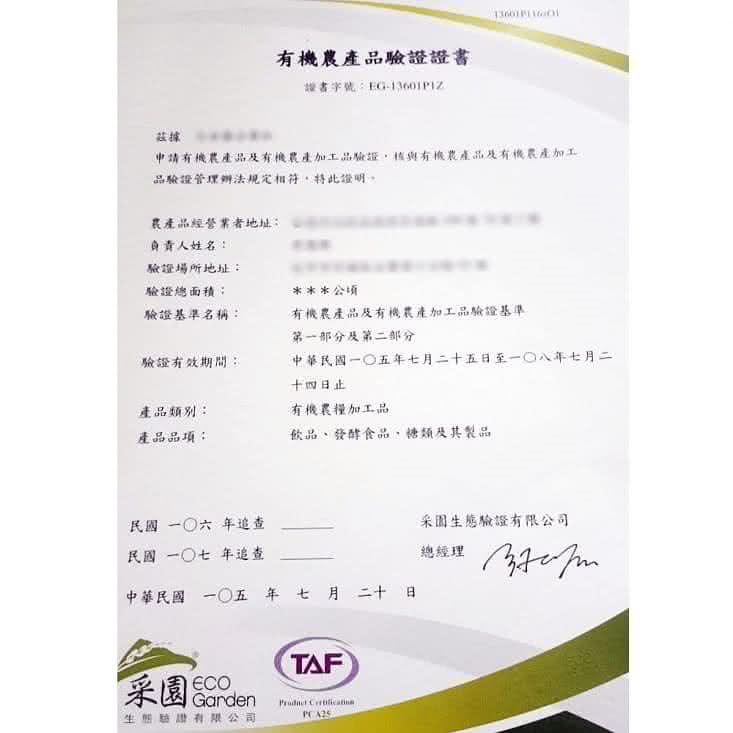 13601P116z01
有機農產品驗證證書
證書字號：EG-13601P1Z
茲據
申請有機農產品及有機農產加工品驗證，核與有機農產品及有機農產加工
品驗證管理辦法規定相符，特此證明。
農產品經營業者地址：
負責人姓名：
驗證場所地址：
驗證總面積： ＊＊＊公頃
驗證基準名稱： 有機農產品及有機農產加工品驗證基準
第一部分及第二部分
驗證有效期間： 中華民國一〇五年七月二十五日至一〇八年七月二
十四日止
產品類別： 有機農糧加工品
產品品項： 飲品、發酵食品、糖類及其製品
民國 一〇六 年追查 采園生態驗證有限公司
民國 一〇七 年追查 總經理
中華民國 一〇五 年 七 月 二十 日
采園 ECO Garden
生態驗證有限公司
TAF
Product Certification
PCA25